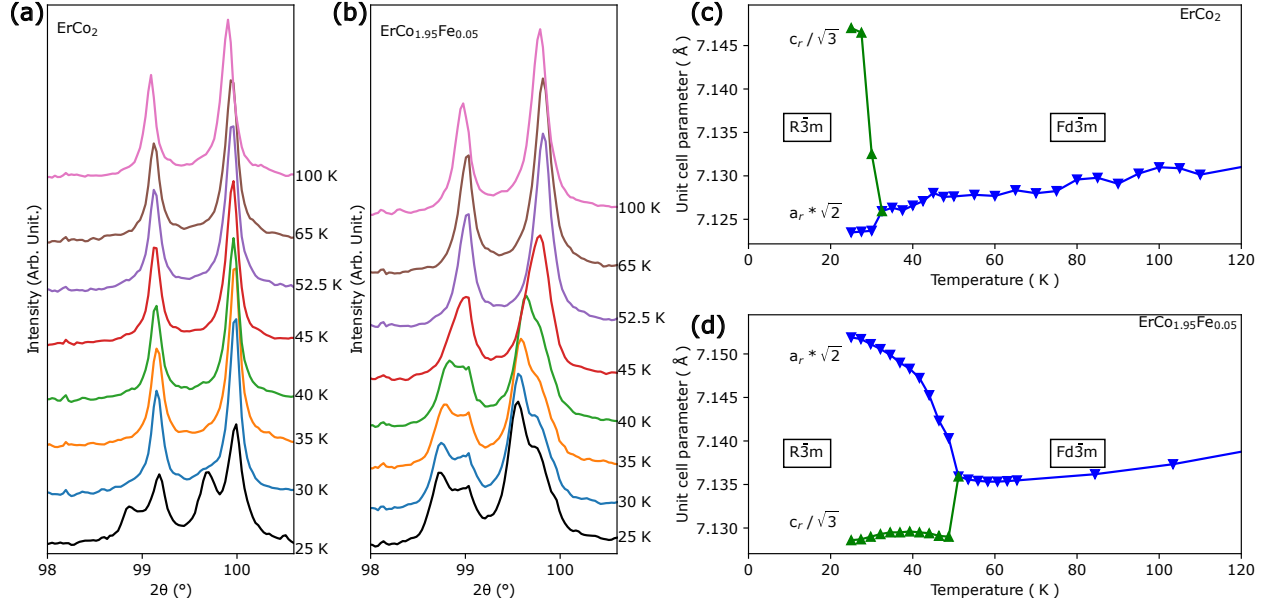 (a)
ErCo₂
100 K
65 K
52.5 K
45 K
40 K
35 K
30 K
25 K
Intensity (Arb. Unit.)
98
99
100
2θ (°)
(b)
ErCo₁.₉₅Fe₀.₀₅
100 K
65 K
52.5 K
45 K
40 K
35 K
30 K
25 K
Intensity (Arb. Unit.)
98
99
100
2θ (°)
(c)
ErCo₂
7.145
7.140
7.135
7.130
7.125
Unit cell parameter ( Å )
cᵣ / √3
R3̄m
Fd3̄m
aᵣ * √2
0
20
40
60
80
100
120
Temperature ( K )
(d)
ErCo₁.₉₅Fe₀.₀₅
7.150
7.145
7.140
7.135
7.130
Unit cell parameter ( Å )
aᵣ * √2
R3̄m
Fd3̄m
cᵣ / √3
0
20
40
60
80
100
120
Temperature ( K )